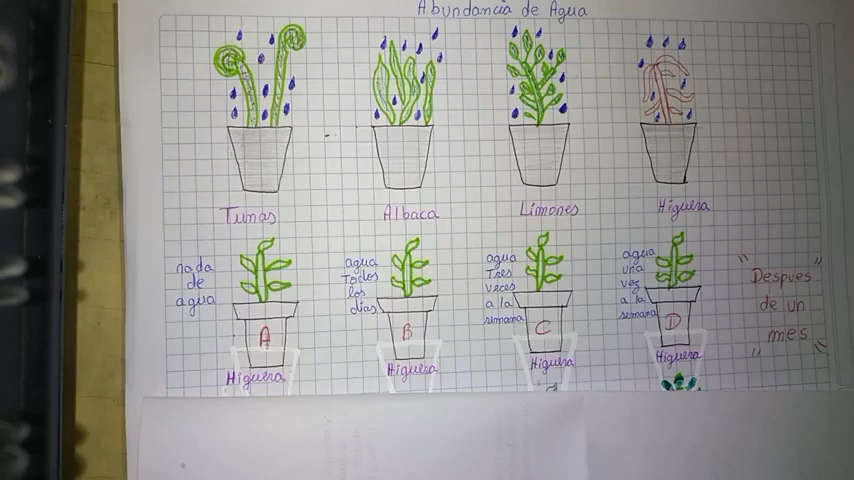 Abundancia de Agua
Tunas
Albaca
Limones
Higuera
nada
de
agua
agua
Todos
los
días
agua
Tres
veces
a la
semana
agua
una
vez
a la
semana
"Despues"
de un
"mes"
A
B
C
D
Higuera
Higuera
Higuera
Higuera